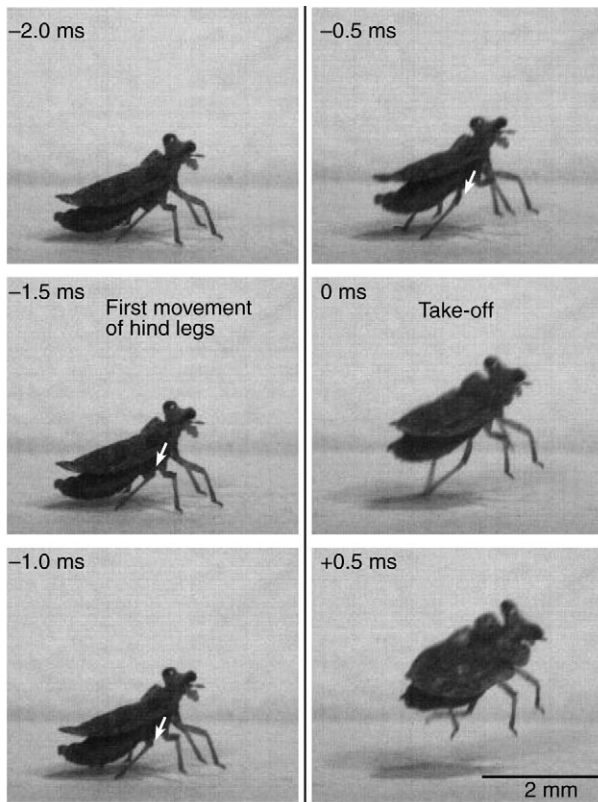 –2.0 ms
–1.5 ms
First movement
of hind legs
–1.0 ms
–0.5 ms
0 ms
Take-off
+0.5 ms
2 mm